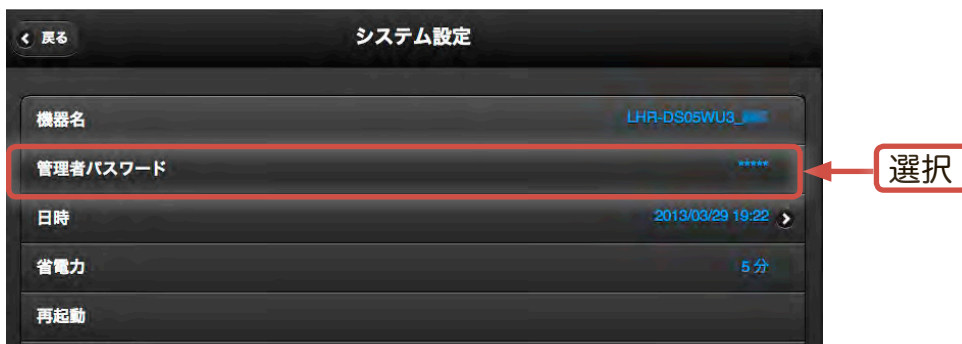 戻る
システム設定
機器名 LHR-DS05WU3_
管理者パスワード *****
選択
日時 2013/03/29 19:22
省電力 5 分
再起動